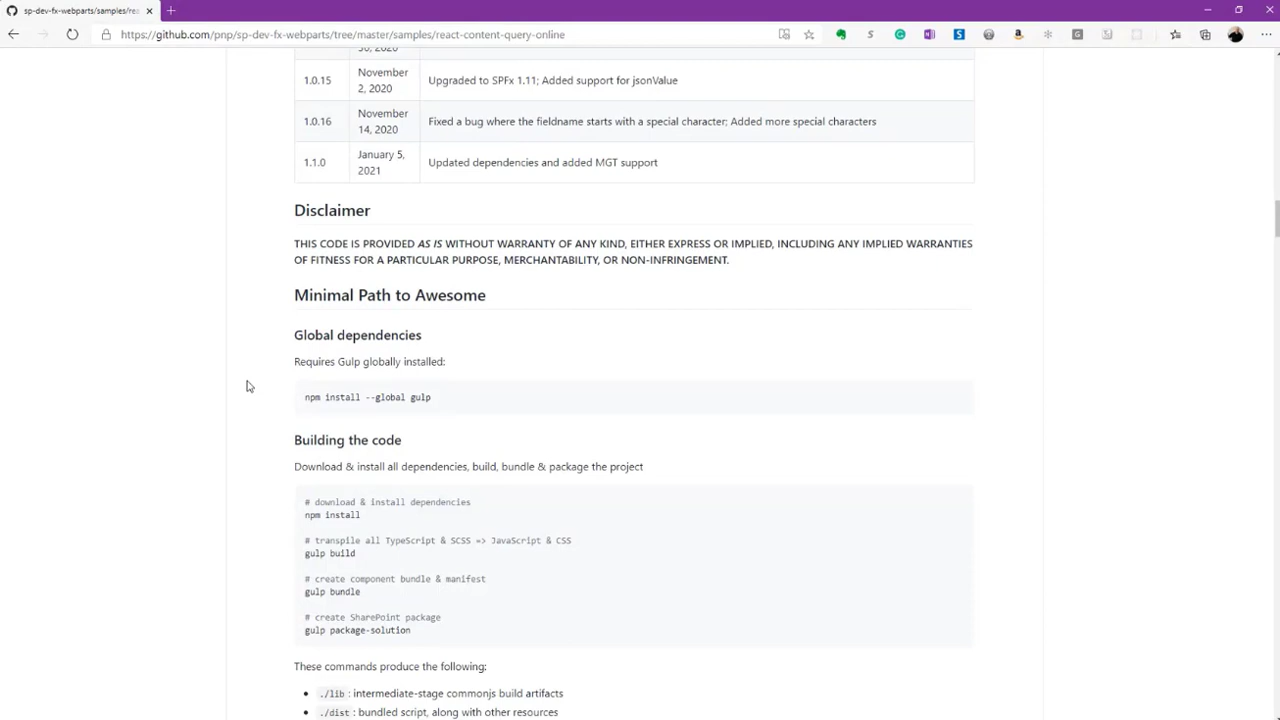 sp-dev-fx-webparts/samples/rea
https://github.com/pnp/sp-dev-fx-webparts/tree/master/samples/react-content-query-online
30, 2020
1.0.15
November
2, 2020
Upgraded to SPFx 1.11; Added support for jsonValue
1.0.16
November
14, 2020
Fixed a bug where the fieldname starts with a special character; Added more special characters
1.1.0
January 5,
2021
Updated dependencies and added MGT support
Disclaimer
THIS CODE IS PROVIDED AS IS WITHOUT WARRANTY OF ANY KIND, EITHER EXPRESS OR IMPLIED, INCLUDING ANY IMPLIED WARRANTIES
OF FITNESS FOR A PARTICULAR PURPOSE, MERCHANTABILITY, OR NON-INFRINGEMENT.
Minimal Path to Awesome
Global dependencies
Requires Gulp globally installed:
npm install --global gulp
Building the code
Download & install all dependencies, build, bundle & package the project
# download & install dependencies
npm install
# transpile all TypeScript & SCSS => JavaScript & CSS
gulp build
# create component bundle & manifest
gulp bundle
# create SharePoint package
gulp package-solution
These commands produce the following:
• ./lib : intermediate-stage commonjs build artifacts
• ./dist : bundled script, along with other resources